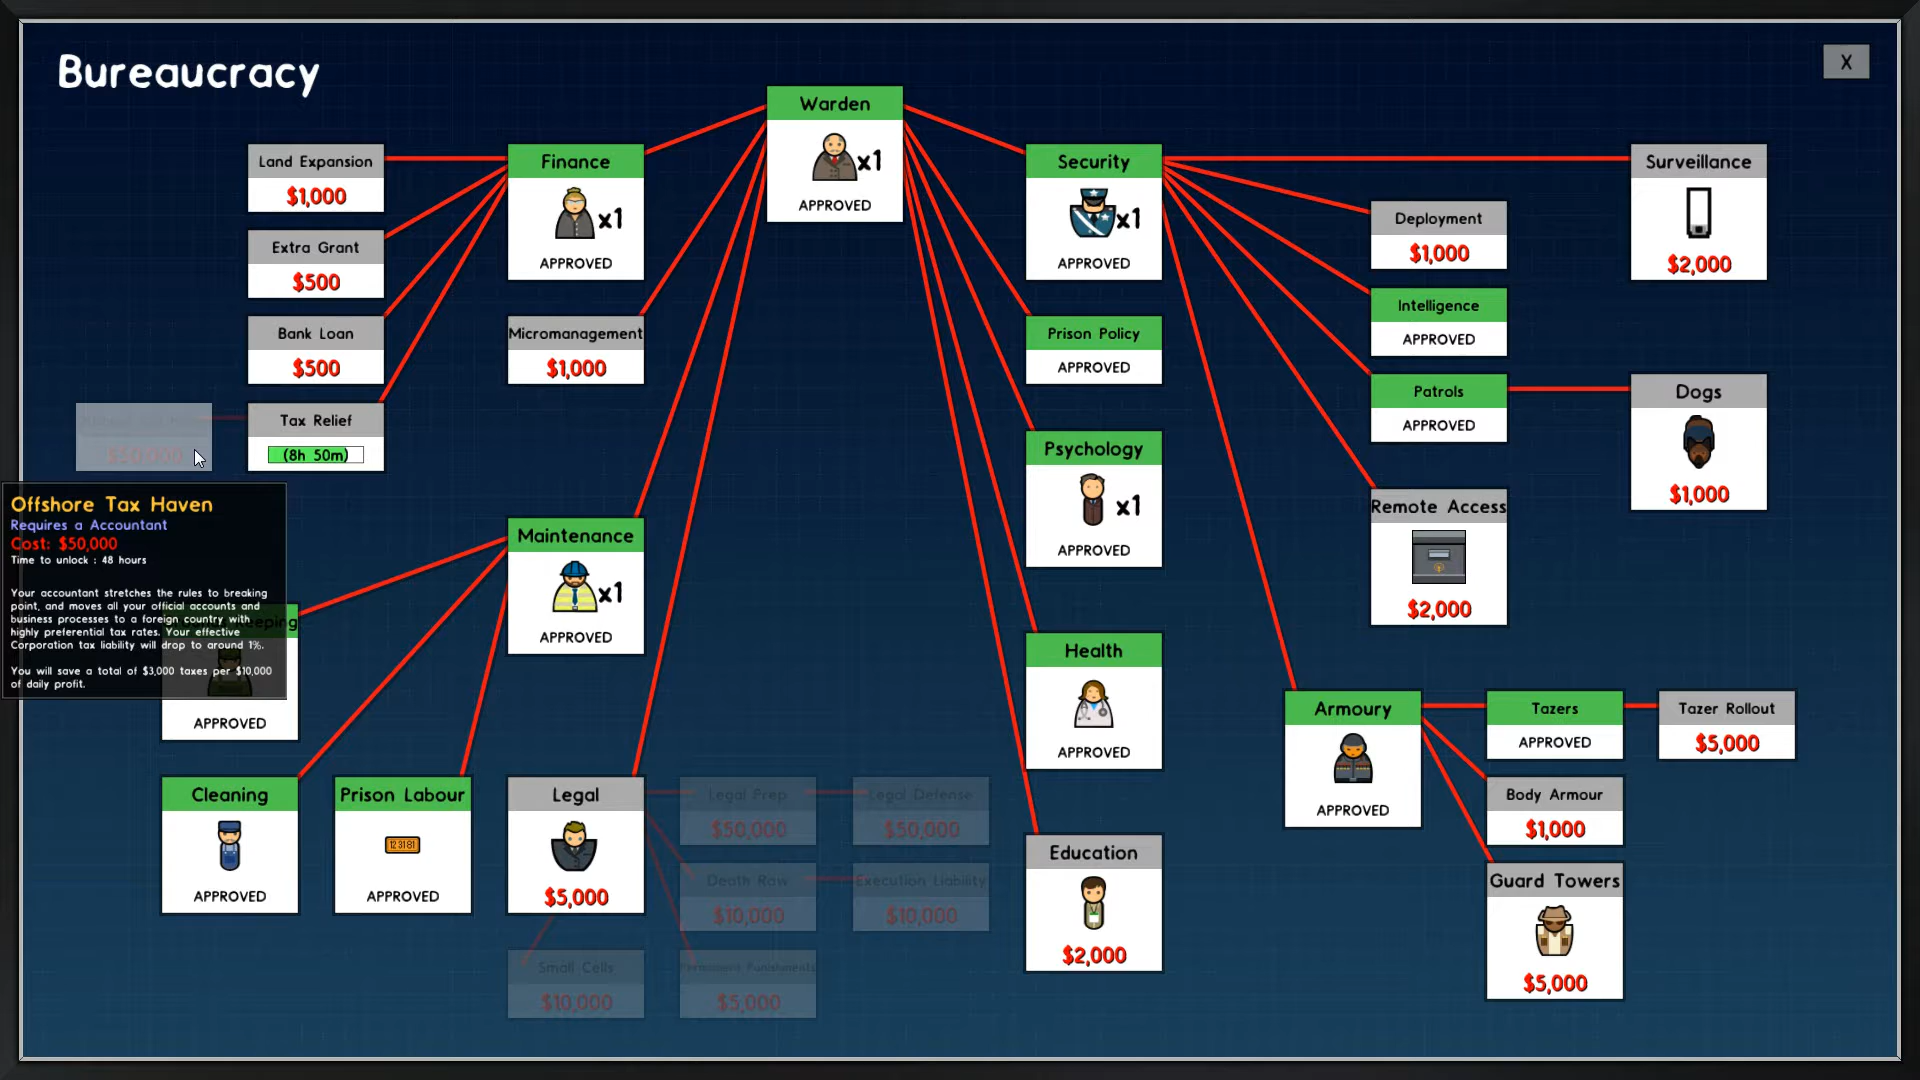 Bureaucracy
X
Warden
x1
APPROVED
Land Expansion
$1,000
Finance
x1
APPROVED
Security
x1
APPROVED
Surveillance
$2,000
Extra Grant
$500
Deployment
$1,000
Bank Loan
$500
Micromanagement
$1,000
Prison Policy
APPROVED
Intelligence
APPROVED
Patrols
APPROVED
Dogs
$1,000
$50,000
Tax Relief
(8h 50m)
Psychology
x1
APPROVED
Remote Access
$2,000
Offshore Tax Haven
Requires a Accountant
Cost: $50,000
Time to unlock : 48 hours
Your accountant stretches the rules to breaking
point, and moves all your official accounts and
business processes to a foreign country with
highly preferential tax rates. Your effective
Corporation tax liability will drop to around 1%.
You will save a total of $3,000 taxes per $10,000
of daily profit.
APPROVED
Maintenance
x1
APPROVED
Health
APPROVED
Armoury
APPROVED
Tazers
APPROVED
Tazer Rollout
$5,000
Cleaning
APPROVED
Prison Labour
123181
APPROVED
Legal
$5,000
Legal Prep
$50,000
Legal Defense
$50,000
Body Armour
$1,000
Death Row
$10,000
Execution Liability
$10,000
Education
$2,000
Guard Towers
$5,000
Small Cells
$10,000
Permanent Punishments
$5,000